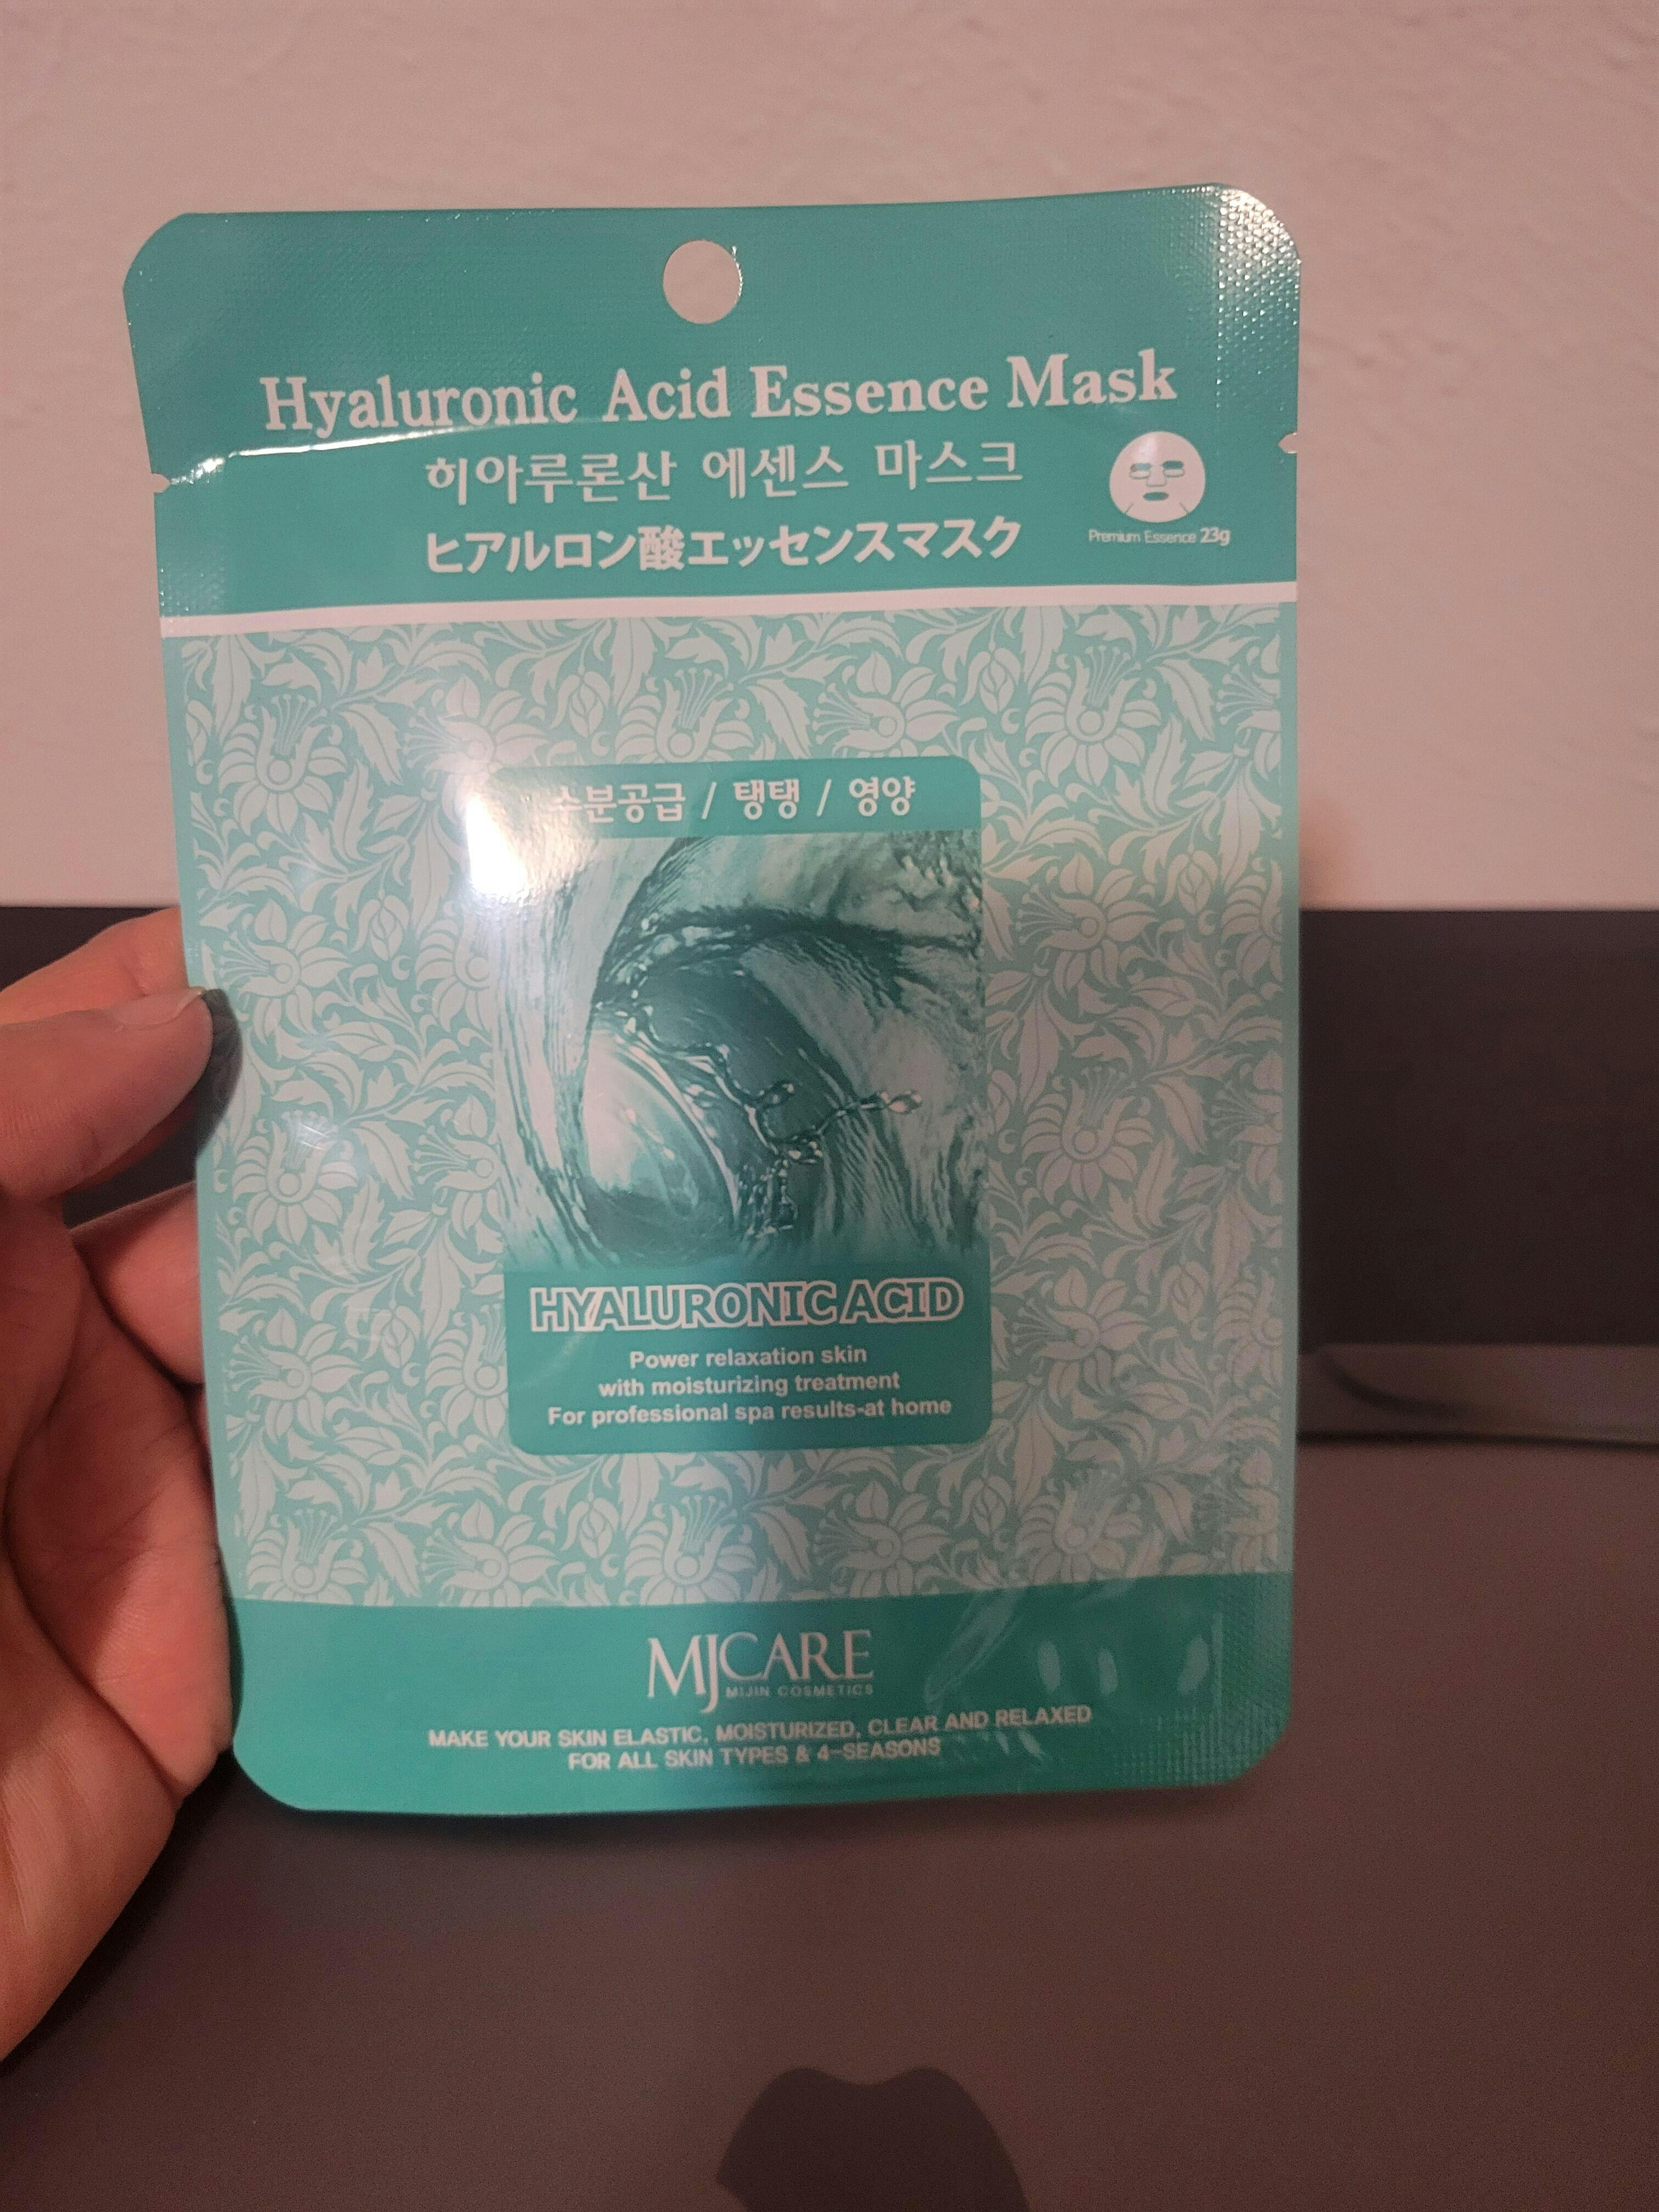 Hyaluronic Acid Essence Mask
히아루론산 에센스 마스크
ヒアルロン酸エッセンスマスク
Premium Essence 23g
수분공급 / 탱탱 / 영양
HYALURONIC ACID
Power relaxation skin
with moisturizing treatment
For professional spa results-at home
MJCARE
MIJIN COSMETICS
MAKE YOUR SKIN ELASTIC, MOISTURIZED, CLEAR AND RELAXED
FOR ALL SKIN TYPES & 4-SEASONS